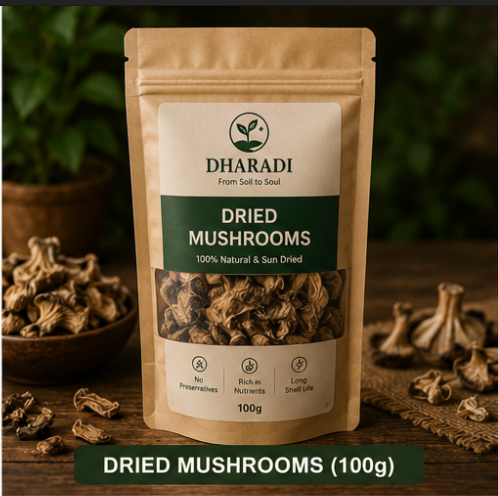 DHARADI
From Soil to Soul
DRIED
MUSHROOMS
100% Natural & Sun Dried
No
Preservatives
Rich in
Nutrients
Long
Shelf Life
100g
DRIED MUSHROOMS (100g)